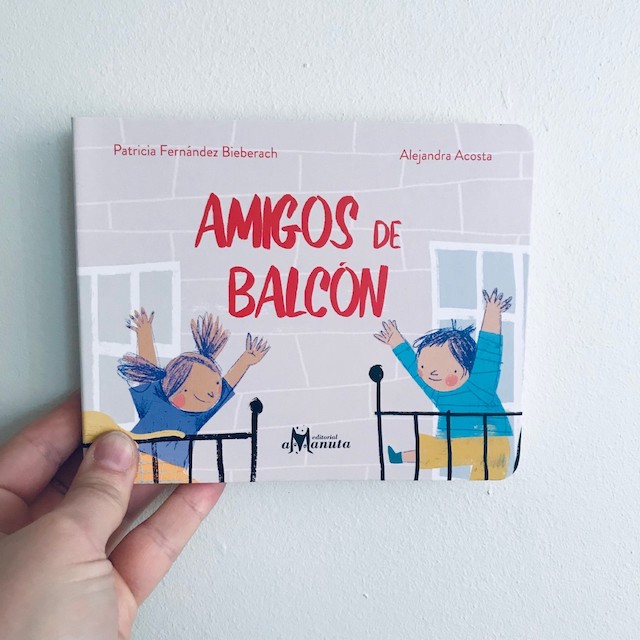 Patricia Fernández Bieberach
Alejandra Acosta
AMIGOS DE
BALCÓN
editorial
aManuta